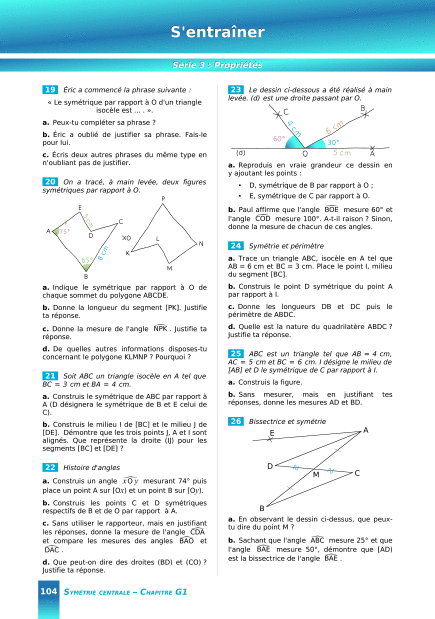 S'entraîner
Série 3 : Propriétés
19 Éric a commencé la phrase suivante :
« Le symétrique par rapport à O d'un triangle
isocèle est ... . ».
a. Peux-tu compléter sa phrase ?
b. Éric a oublié de justifier sa phrase. Fais-le
pour lui.
c. Écris deux autres phrases du même type en
n'oubliant pas de justifier.
20 On a tracé, à main levée, deux figures
symétriques par rapport à O.
P
E
A
75°
5 cm
D
C
XO
L
N
K
8 cm
M
65°
B
a. Indique le symétrique par rapport à O de
chaque sommet du polygone ABCDE.
b. Donne la longueur du segment [PK]. Justifie
ta réponse.
c. Donne la mesure de l'angle NPK . Justifie ta
réponse.
d. De quelles autres informations disposes-tu
concernant le polygone KLMNP ? Pourquoi ?
21 Soit ABC un triangle isocèle en A tel que
BC = 3 cm et BA = 4 cm.
a. Construis le symétrique de ABC par rapport à
A (D désignera le symétrique de B et E celui de
C).
b. Construis le milieu I de [BC] et le milieu J de
[DE]. Démontre que les trois points J, A et I sont
alignés. Que représente la droite (IJ) pour les
segments [BC] et [DE] ?
22 Histoire d'angles
a. Construis un angle xOy mesurant 74° puis
place un point A sur [Ox) et un point B sur [Oy).
b. Construis les points C et D symétriques
respectifs de B et de O par rapport à A.
c. Sans utiliser le rapporteur, mais en justifiant
les réponses, donne la mesure de l'angle CDA
et compare les mesures des angles BAO et
DAC .
d. Que peut-on dire des droites (BD) et (CO) ?
Justifie ta réponse.
23 Le dessin ci-dessous a été réalisé à main
levée. (d) est une droite passant par O.
C
B
4 cm
6 cm
60°
30°
(d)
O
5 cm
A
a. Reproduis en vraie grandeur ce dessin en
y ajoutant les points :
• D, symétrique de B par rapport à O ;
• E, symétrique de C par rapport à O.
b. Paul affirme que l'angle BOE mesure 60° et
l'angle COD mesure 100°. A-t-il raison ? Sinon,
donne la mesure de chacun de ces angles.
24 Symétrie et périmètre
a. Trace un triangle ABC, isocèle en A tel que
AB = 6 cm et BC = 3 cm. Place le point I, milieu
du segment [BC].
b. Construis le point D symétrique du point A
par rapport à I.
c. Donne les longueurs DB et DC puis le
périmètre de ABDC.
d. Quelle est la nature du quadrilatère ABDC ?
Justifie ta réponse.
25 ABC est un triangle tel que AB = 4 cm,
AC = 5 cm et BC = 6 cm. I désigne le milieu de
[AB] et D le symétrique de C par rapport à I.
a. Construis la figure.
b. Sans mesurer, mais en justifiant tes
réponses, donne les mesures AD et BD.
26 Bissectrice et symétrie
E
A
D
M
C
B
a. En observant le dessin ci-dessus, que peux-
tu dire du point M ?
b. Sachant que l'angle ABC mesure 25° et que
l'angle BAE mesure 50°, démontre que [AD)
est la bissectrice de l'angle BAE .
104 SYMÉTRIE CENTRALE – CHAPITRE G1